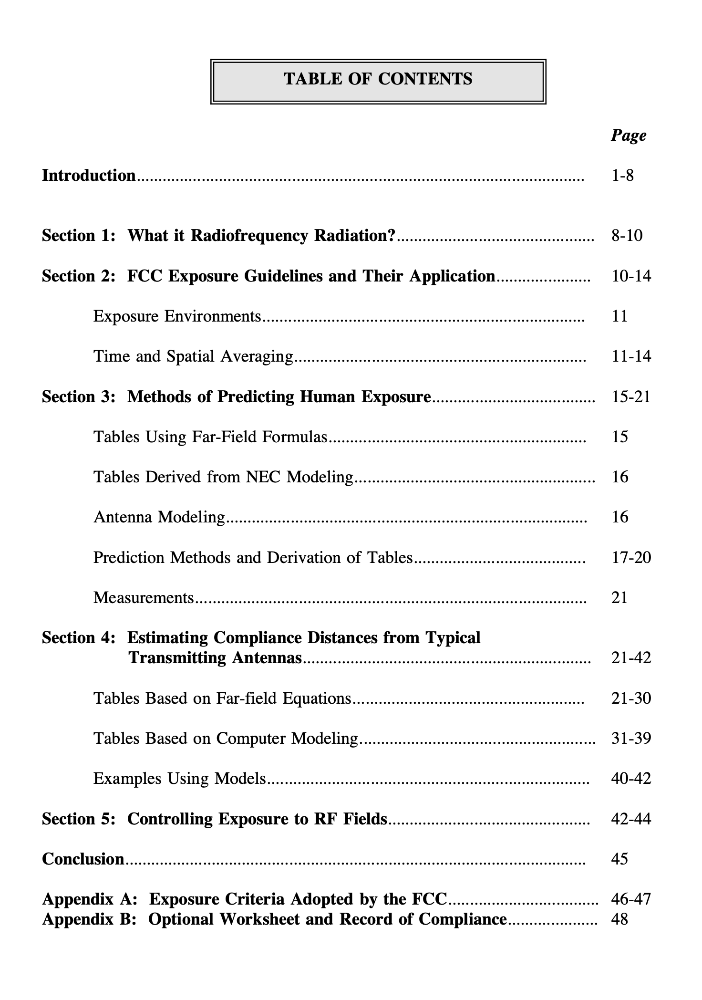 TABLE OF CONTENTS
Page
Introduction........................................................................................................ 1-8
Section 1: What it Radiofrequency Radiation?.............................................. 8-10
Section 2: FCC Exposure Guidelines and Their Application...................... 10-14
Exposure Environments........................................................................... 11
Time and Spatial Averaging.................................................................... 11-14
Section 3: Methods of Predicting Human Exposure...................................... 15-21
Tables Using Far-Field Formulas............................................................ 15
Tables Derived from NEC Modeling........................................................ 16
Antenna Modeling.................................................................................... 16
Prediction Methods and Derivation of Tables........................................ 17-20
Measurements........................................................................................... 21
Section 4: Estimating Compliance Distances from Typical
Transmitting Antennas................................................................... 21-42
Tables Based on Far-field Equations...................................................... 21-30
Tables Based on Computer Modeling....................................................... 31-39
Examples Using Models........................................................................... 40-42
Section 5: Controlling Exposure to RF Fields............................................... 42-44
Conclusion........................................................................................................... 45
Appendix A: Exposure Criteria Adopted by the FCC................................... 46-47
Appendix B: Optional Worksheet and Record of Compliance..................... 48